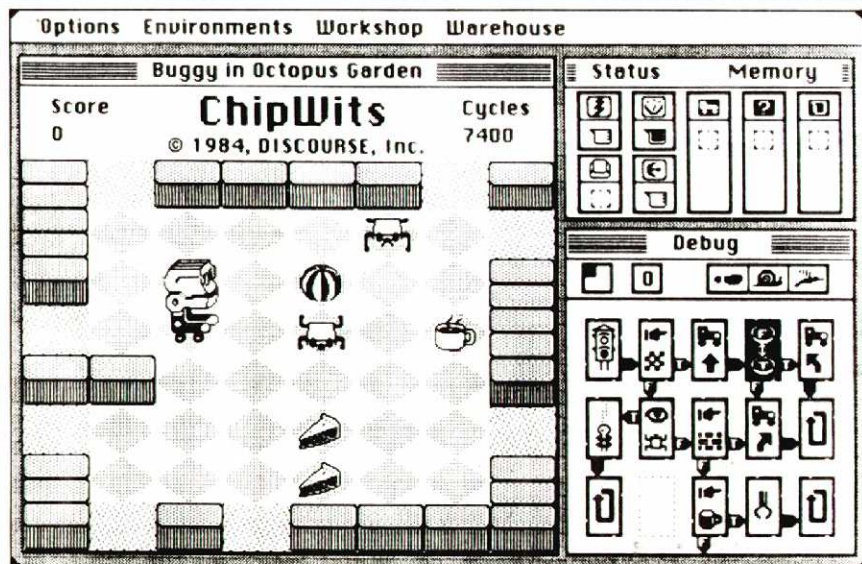 Options Environments Workshop Warehouse
Buggy in Octopus Garden
Score
0
ChipWits
© 1984, DISCOURSE, Inc.
Cycles
7400
Status Memory
?
Debug
0